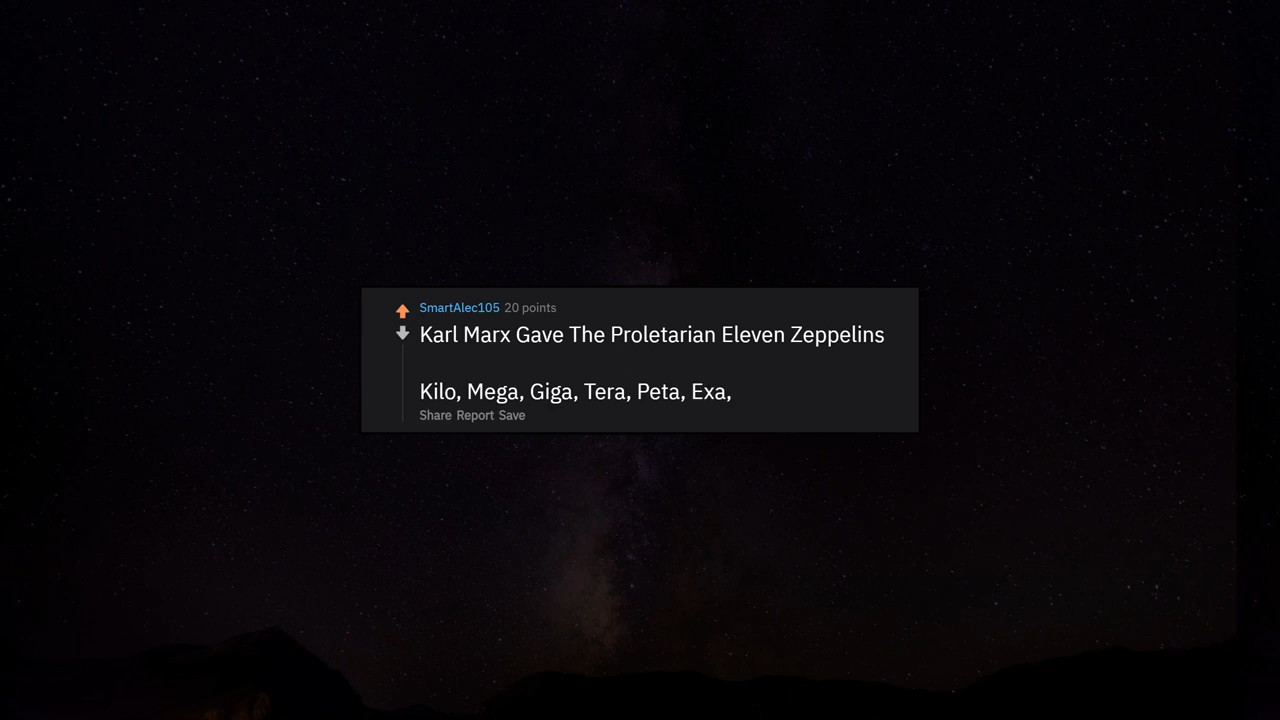 SmartAlec105 20 points
Karl Marx Gave The Proletarian Eleven Zeppelins
Kilo, Mega, Giga, Tera, Peta, Exa,
Share Report Save